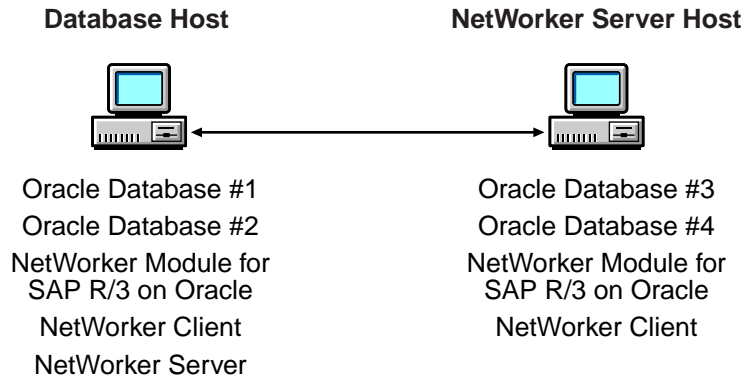 Database Host
NetWorker Server Host
Oracle Database #1
Oracle Database #2
NetWorker Module for
SAP R/3 on Oracle
NetWorker Client
NetWorker Server
Oracle Database #3
Oracle Database #4
NetWorker Module for
SAP R/3 on Oracle
NetWorker Client